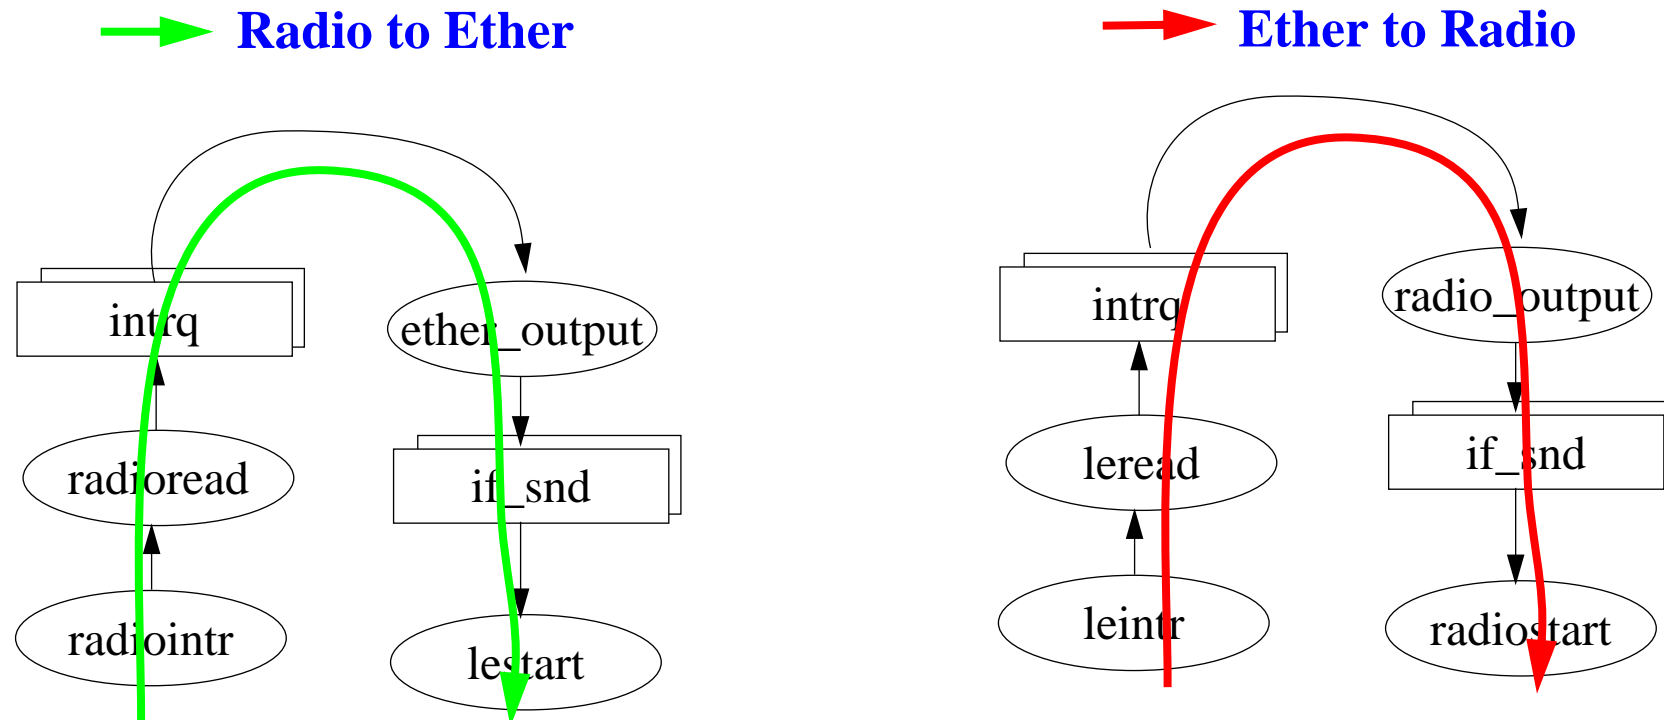 Radio to Ether
Ether to Radio
intrq
ether_output
radioread
if_snd
radiointr
lestart
intrq
radio_output
leread
if_snd
leintr
radiostart